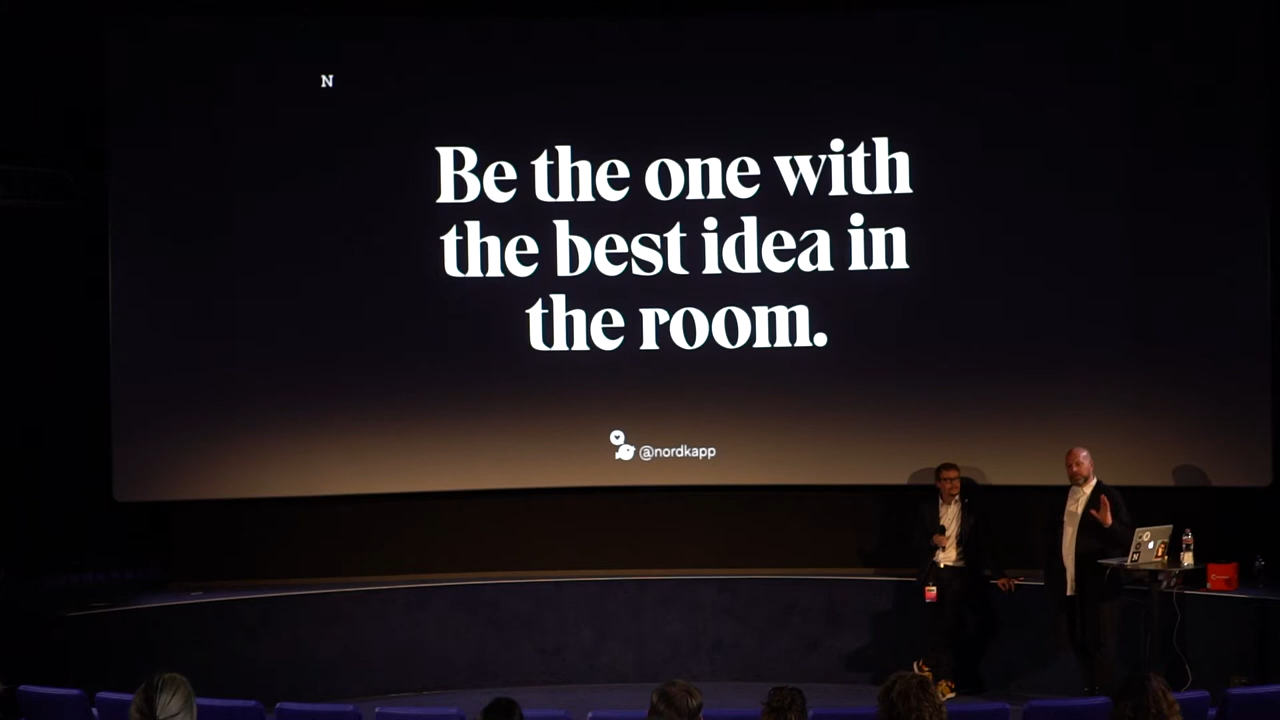 N
Be the one with
the best idea in
the room.
@nordkapp